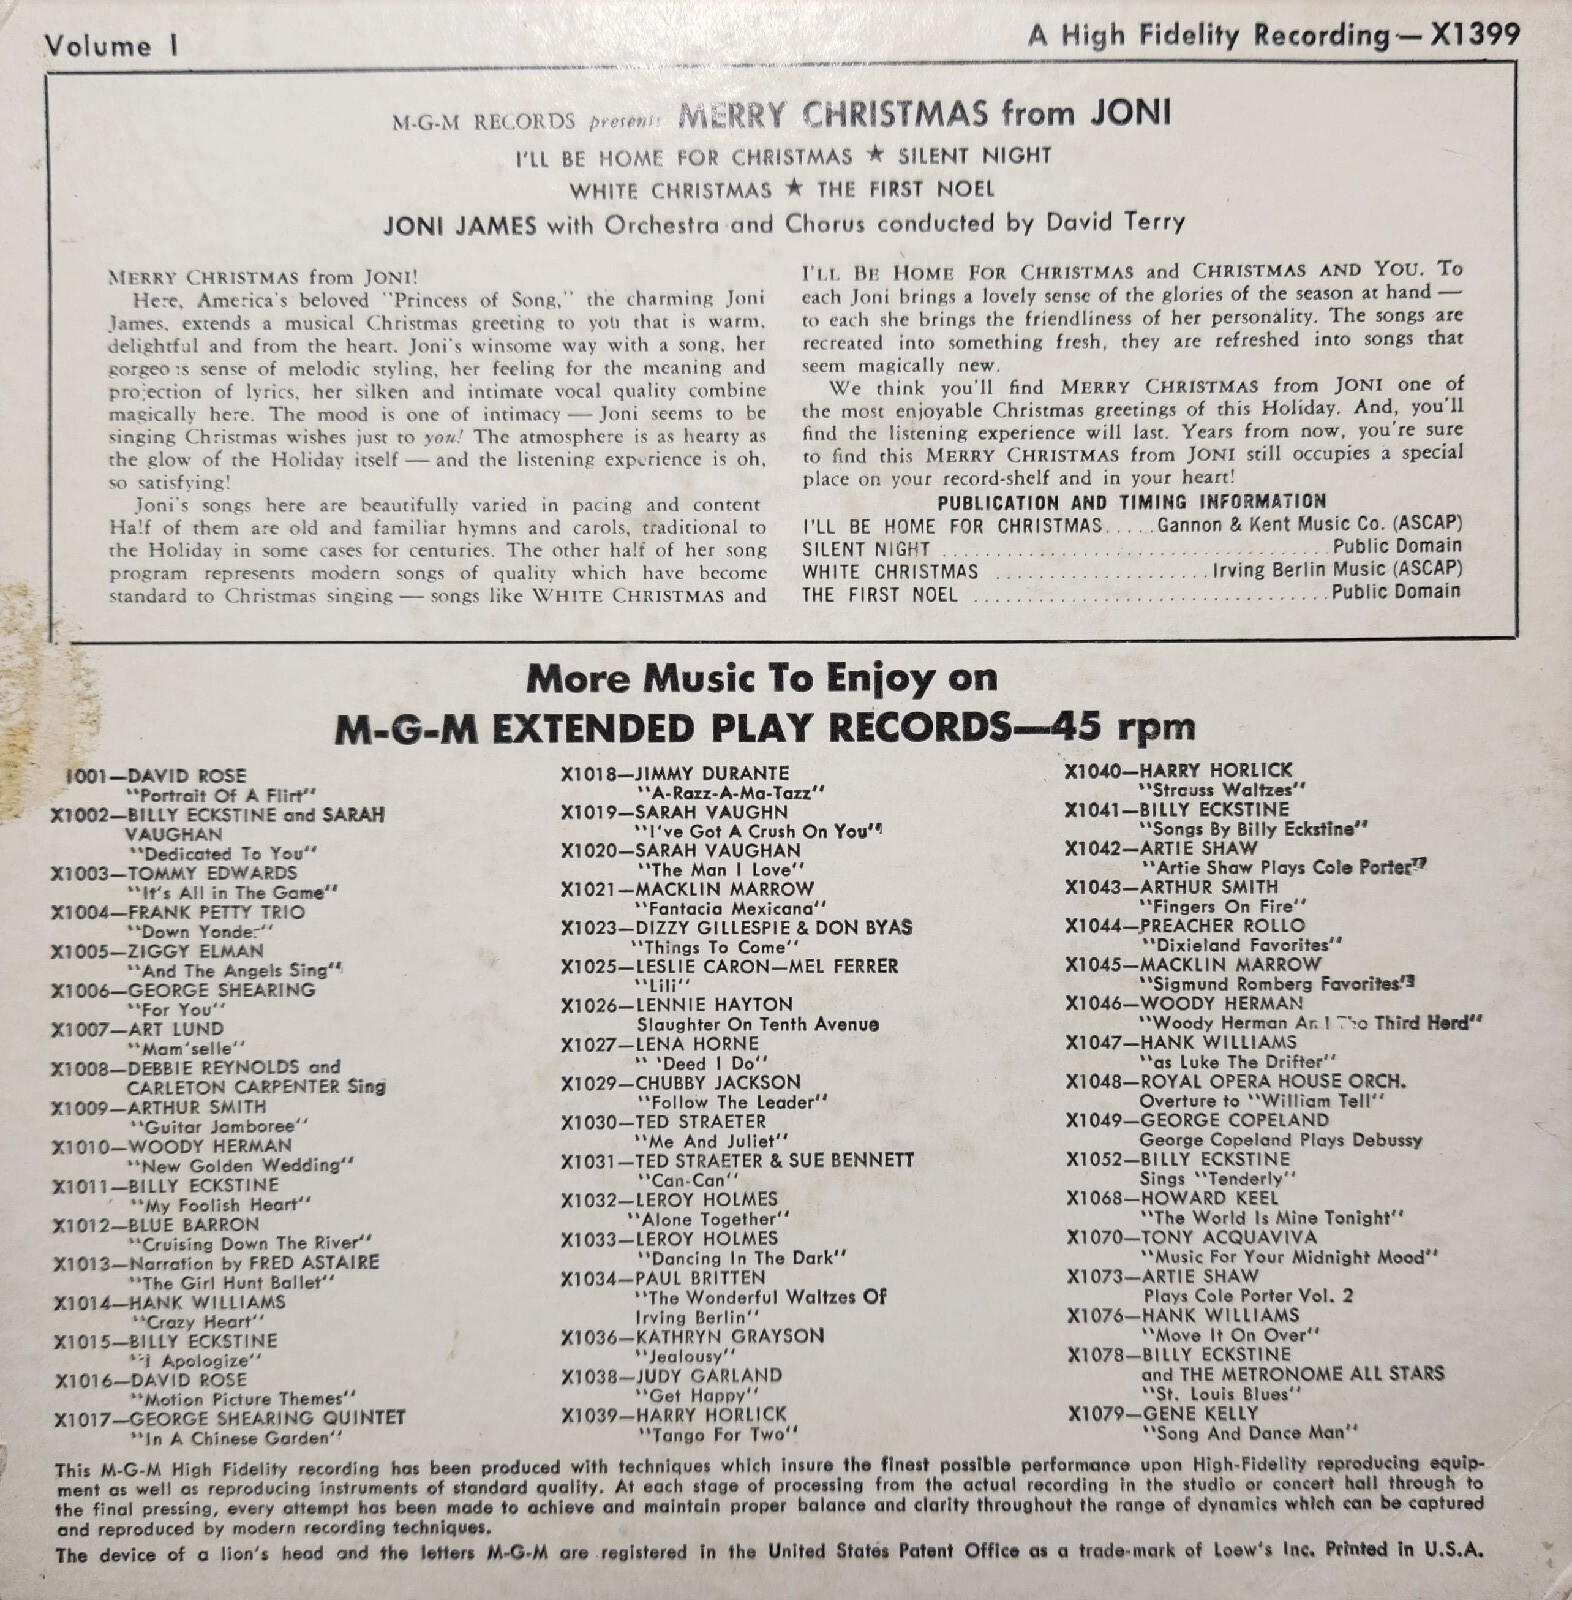 Volume I
A High Fidelity Recording — X1399
M-G-M RECORDS presents MERRY CHRISTMAS from JONI
I'LL BE HOME FOR CHRISTMAS ★ SILENT NIGHT
WHITE CHRISTMAS ★ THE FIRST NOEL
JONI JAMES with Orchestra and Chorus conducted by David Terry
MERRY CHRISTMAS from JONI!
Here, America's beloved "Princess of Song," the charming Joni
James, extends a musical Christmas greeting to you that is warm,
delightful and from the heart. Joni's winsome way with a song, her
gorgeous sense of melodic styling, her feeling for the meaning and
projection of lyrics, her silken and intimate vocal quality combine
magically here. The mood is one of intimacy — Joni seems to be
singing Christmas wishes just to you! The atmosphere is as hearty as
the glow of the Holiday itself — and the listening experience is oh,
so satisfying!
Joni's songs here are beautifully varied in pacing and content
Half of them are old and familiar hymns and carols, traditional to
the Holiday in some cases for centuries. The other half of her song
program represents modern songs of quality which have become
standard to Christmas singing — songs like WHITE CHRISTMAS and
I'LL BE HOME FOR CHRISTMAS and CHRISTMAS AND YOU. To
each Joni brings a lovely sense of the glories of the season at hand —
to each she brings the friendliness of her personality. The songs are
recreated into something fresh, they are refreshed into songs that
seem magically new.
We think you'll find MERRY CHRISTMAS from JONI one of
the most enjoyable Christmas greetings of this Holiday. And, you'll
find the listening experience will last. Years from now, you're sure
to find this MERRY CHRISTMAS from JONI still occupies a special
place on your record-shelf and in your heart!
PUBLICATION AND TIMING INFORMATION
I'LL BE HOME FOR CHRISTMAS.....Gannon & Kent Music Co. (ASCAP)
SILENT NIGHT ....................................Public Domain
WHITE CHRISTMAS ....................Irving Berlin Music (ASCAP)
THE FIRST NOEL .................................Public Domain
More Music To Enjoy on
M-G-M EXTENDED PLAY RECORDS—45 rpm
1001—DAVID ROSE
"Portrait Of A Flirt"
X1002—BILLY ECKSTINE and SARAH
VAUGHAN
"Dedicated To You"
X1003—TOMMY EDWARDS
"It's All in The Game"
X1004—FRANK PETTY TRIO
"Down Yonder"
X1005—ZIGGY ELMAN
"And The Angels Sing"
X1006—GEORGE SHEARING
"For You"
X1007—ART LUND
"Mam'selle"
X1008—DEBBIE REYNOLDS and
CARLETON CARPENTER Sing
X1009—ARTHUR SMITH
"Guitar Jamboree"
X1010—WOODY HERMAN
"New Golden Wedding"
X1011—BILLY ECKSTINE
"My Foolish Heart"
X1012—BLUE BARRON
"Cruising Down The River"
X1013—Narration by FRED ASTAIRE
"The Girl Hunt Ballet"
X1014—HANK WILLIAMS
"Crazy Heart"
X1015—BILLY ECKSTINE
"I Apologize"
X1016—DAVID ROSE
"Motion Picture Themes"
X1017—GEORGE SHEARING QUINTET
"In A Chinese Garden"
X1018—JIMMY DURANTE
"A-Razz-A-Ma-Tazz"
X1019—SARAH VAUGHN
"I've Got A Crush On You"
X1020—SARAH VAUGHAN
"The Man I Love"
X1021—MACKLIN MARROW
"Fantacia Mexicana"
X1023—DIZZY GILLESPIE & DON BYAS
"Things To Come"
X1025—LESLIE CARON—MEL FERRER
"Lili"
X1026—LENNIE HAYTON
Slaughter On Tenth Avenue
X1027—LENA HORNE
" 'Deed I Do"
X1029—CHUBBY JACKSON
"Follow The Leader"
X1030—TED STRAETER
"Me And Juliet"
X1031—TED STRAETER & SUE BENNETT
"Can-Can"
X1032—LEROY HOLMES
"Alone Together"
X1033—LEROY HOLMES
"Dancing In The Dark"
X1034—PAUL BRITTEN
"The Wonderful Waltzes Of
Irving Berlin"
X1036—KATHRYN GRAYSON
"Jealousy"
X1038—JUDY GARLAND
"Get Happy"
X1039—HARRY HORLICK
"Tango For Two"
X1040—HARRY HORLICK
"Strauss Waltzes"
X1041—BILLY ECKSTINE
"Songs By Billy Eckstine"
X1042—ARTIE SHAW
"Artie Shaw Plays Cole Porter"
X1043—ARTHUR SMITH
"Fingers On Fire"
X1044—PREACHER ROLLO
"Dixieland Favorites"
X1045—MACKLIN MARROW
"Sigmund Romberg Favorites"
X1046—WOODY HERMAN
"Woody Herman And The Third Herd"
X1047—HANK WILLIAMS
"as Luke The Drifter"
X1048—ROYAL OPERA HOUSE ORCH.
Overture to "William Tell"
X1049—GEORGE COPELAND
George Copeland Plays Debussy
X1052—BILLY ECKSTINE
Sings "Tenderly"
X1068—HOWARD KEEL
"The World Is Mine Tonight"
X1070—TONY ACQUAVIVA
"Music For Your Midnight Mood"
X1073—ARTIE SHAW
Plays Cole Porter Vol. 2
X1076—HANK WILLIAMS
"Move It On Over"
X1078—BILLY ECKSTINE
and THE METRONOME ALL STARS
"St. Louis Blues"
X1079—GENE KELLY
"Song And Dance Man"
This M-G-M High Fidelity recording has been produced with techniques which insure the finest possible performance upon High-Fidelity reproducing equip-
ment as well as reproducing instruments of standard quality. At each stage of processing from the actual recording in the studio or concert hall through to
the final pressing, every attempt has been made to achieve and maintain proper balance and clarity throughout the range of dynamics which can be captured
and reproduced by modern recording techniques.
The device of a lion's head and the letters M-G-M are registered in the United States Patent Office as a trade-mark of Loew's Inc. Printed in U.S.A.